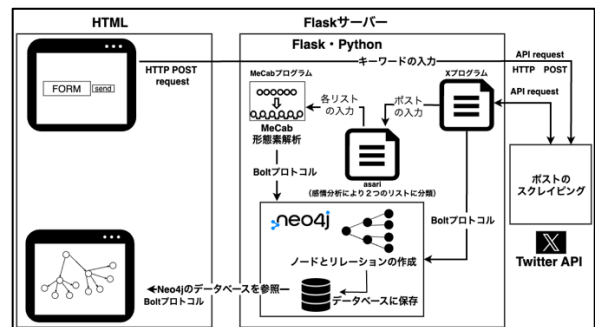 HTML
Flaskサーバー
Flask・Python
FORM
send
HTTP POST
request
キーワードの入力
API request
HTTP POST
MeCabプログラム
MeCab
形態素解析
各リスト
の入力
ポスト
の入力
Xプログラム
API request
asari
(感情分析により２つのリストに分類)
Boltプロトコル
Boltプロトコル
ポストの
スクレイピング
X
Twitter API
neo4j
ノードとリレーションの作成
データベースに保存
Neo4jのデータベースを参照
Boltプロトコル